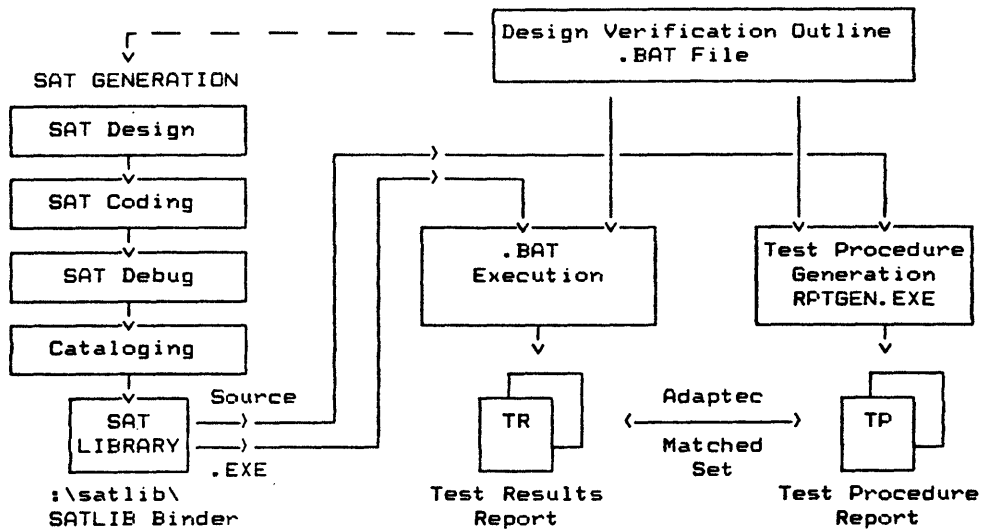 Design Verification Outline
.BAT File
SAT GENERATION
SAT Design
SAT Coding
SAT Debug
Cataloging
SAT
LIBRARY
Source
.EXE
:\satlib\
SATLIB Binder
.BAT
Execution
Test Procedure
Generation
RPTGEN.EXE
TR
Adaptec
Matched
Set
TP
Test Results
Report
Test Procedure
Report